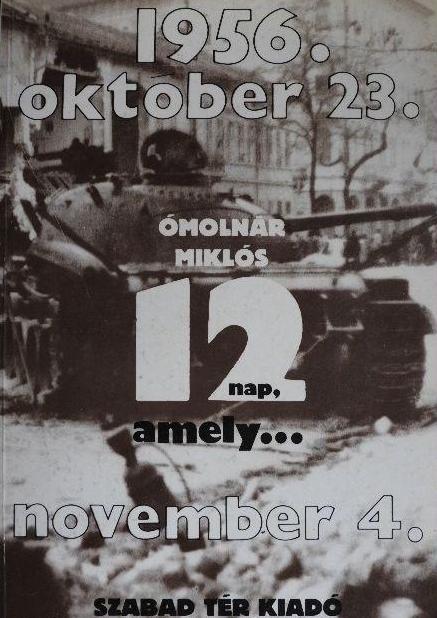 1956.
október 23.
ÓMOLNÁR
MIKLÓS
12
nap,
amely...
november 4.
SZABAD TÉR KIADÓ